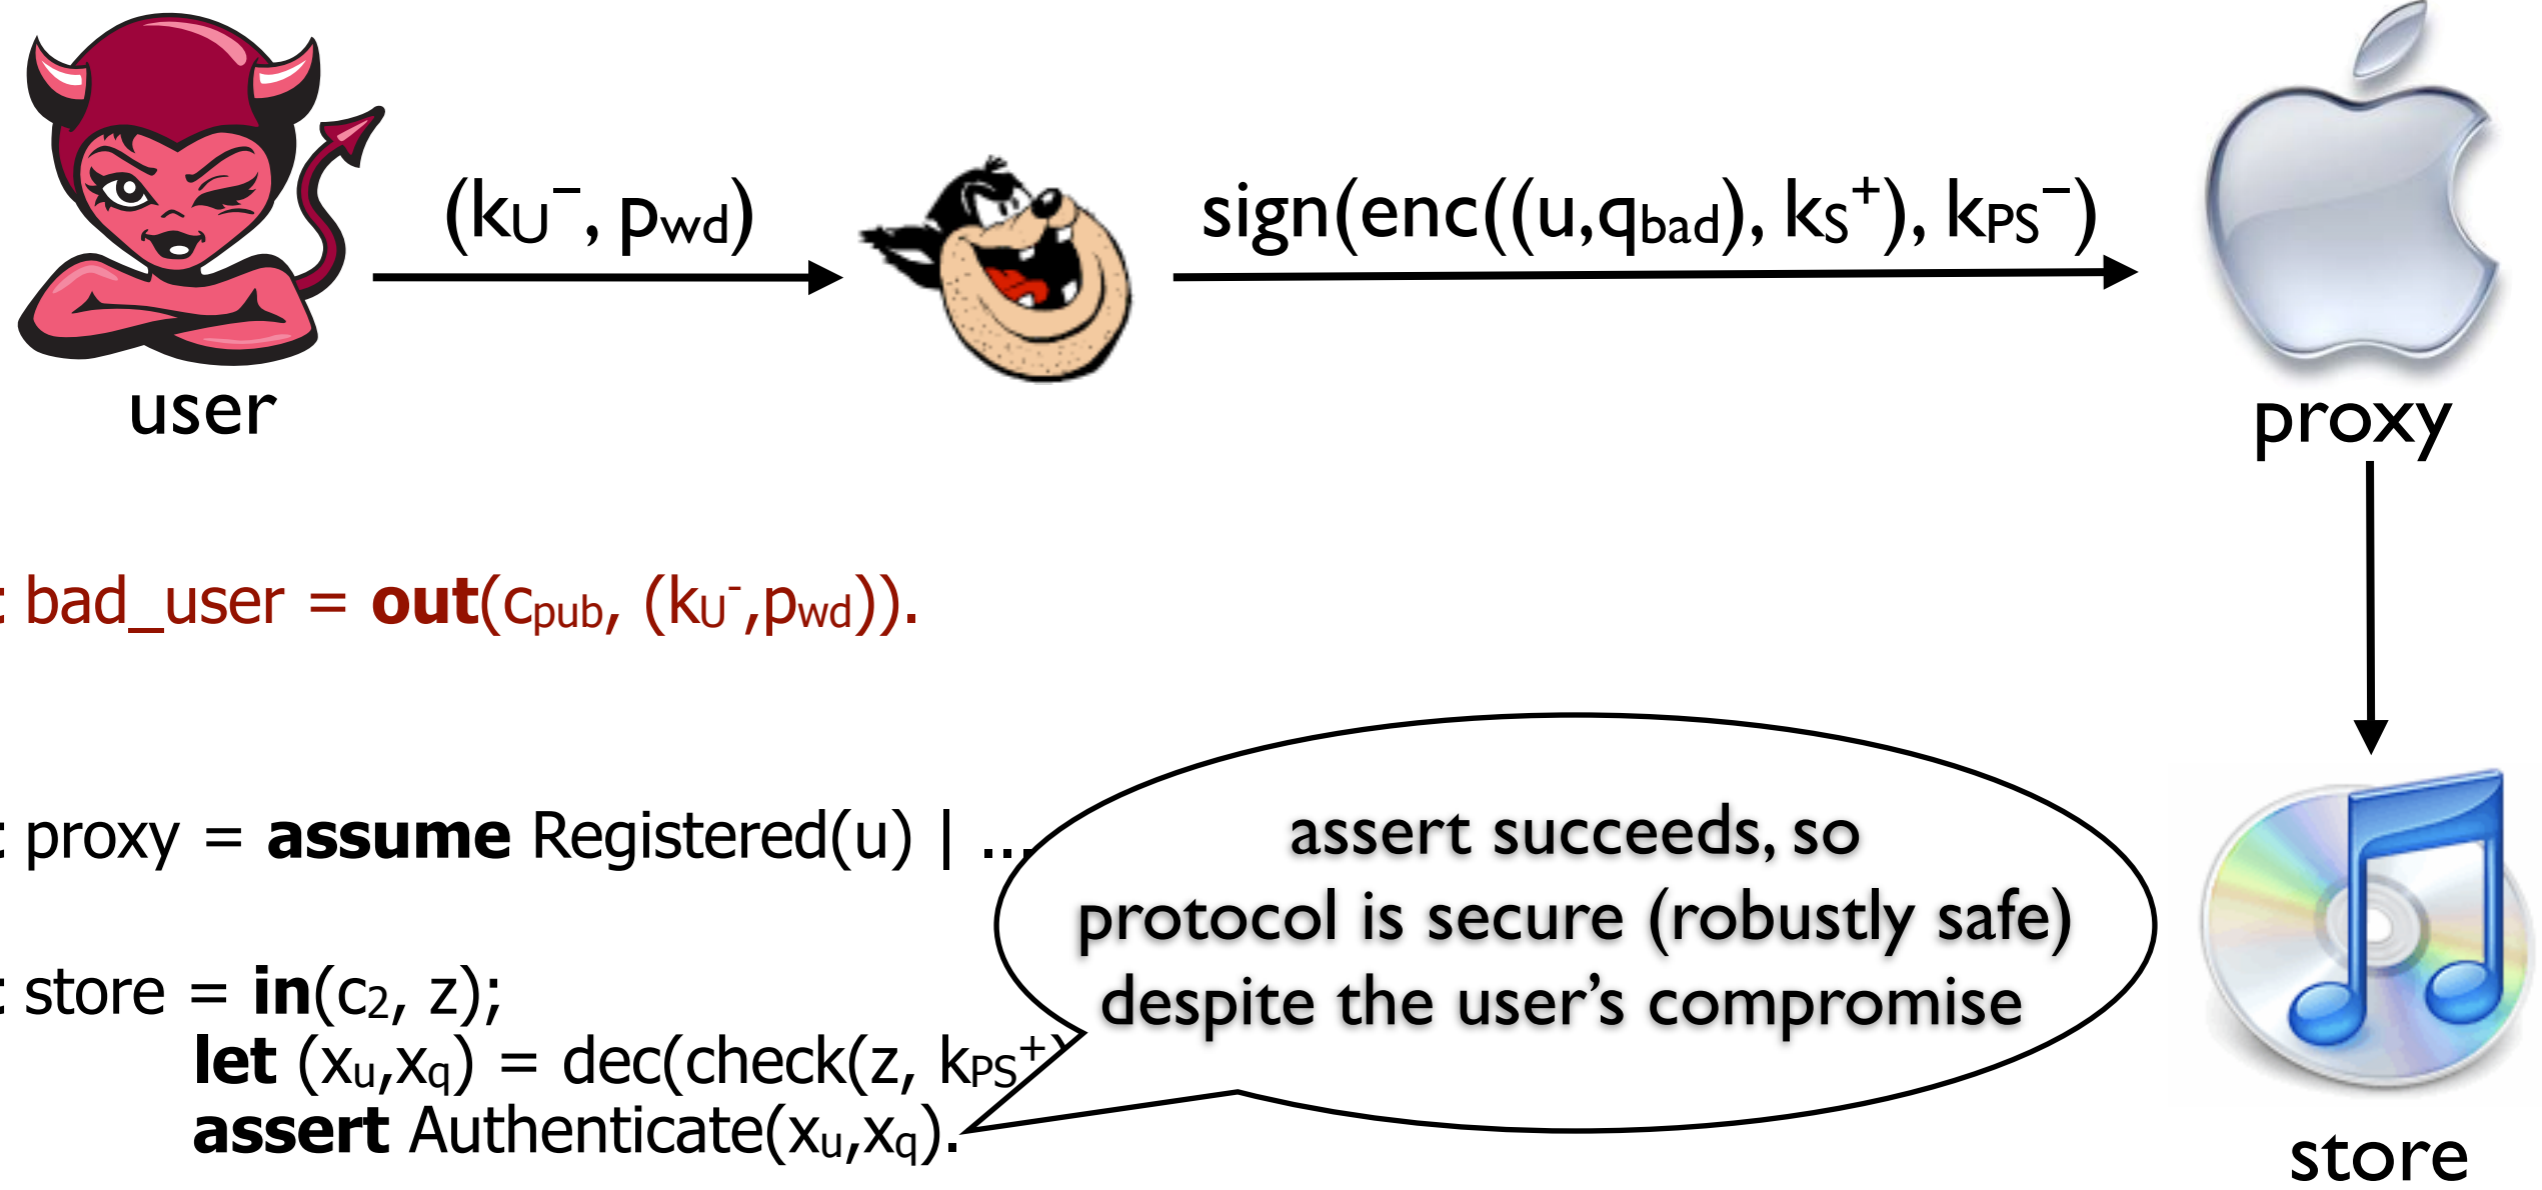 (kU⁻, pwd)
sign(enc((u,qbad), kS⁺), kPS⁻)
user
proxy
t bad_user = out(cpub, (kU⁻,pwd)).
t proxy = assume Registered(u) | ...
assert succeeds, so
protocol is secure (robustly safe)
despite the user’s compromise
t store = in(c2, z);
let (xu,xq) = dec(check(z, kPS⁺)
assert Authenticate(xu,xq).
store